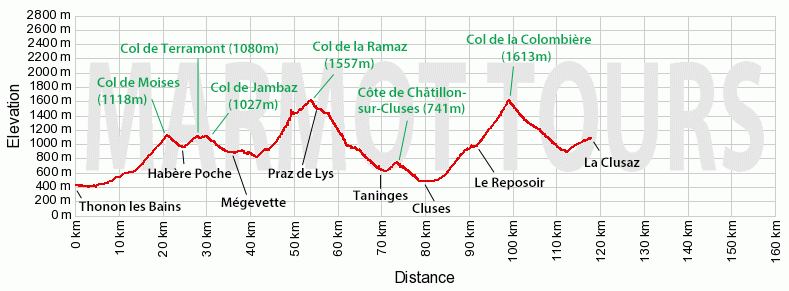 2800 m
2600 m
2400 m
2200 m
2000 m
1800 m
1600 m
1400 m
1200 m
1000 m
800 m
600 m
400 m
200 m
0 m
Elevation
MARMOT TOURS
Col de Moises
(1118m)
Col de Terramont (1080m)
Col de Jambaz
(1027m)
Col de la Ramaz
(1557m)
Côte de Châtillon-
sur-Cluses (741m)
Col de la Colombière
(1613m)
Thonon les Bains
Habère Poche
Mégevette
Praz de Lys
Taninges
Cluses
Le Reposoir
La Clusaz
0 km
10 km
20 km
30 km
40 km
50 km
60 km
70 km
80 km
90 km
100 km
110 km
120 km
130 km
140 km
150 km
160 km
Distance